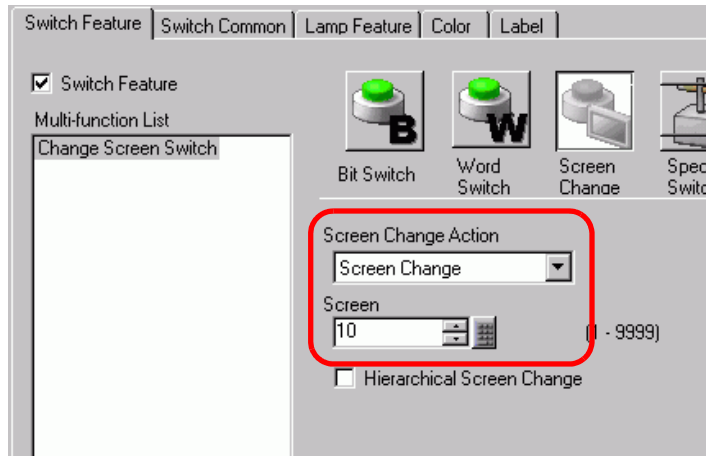 Switch Feature Switch Common Lamp Feature Color Label
Switch Feature
Multi-function List
Change Screen Switch
B W
Bit Switch
Word Switch
Screen Change
Screen Change Action
Screen Change
Screen
10
- 9999)
Hierarchical Screen Change